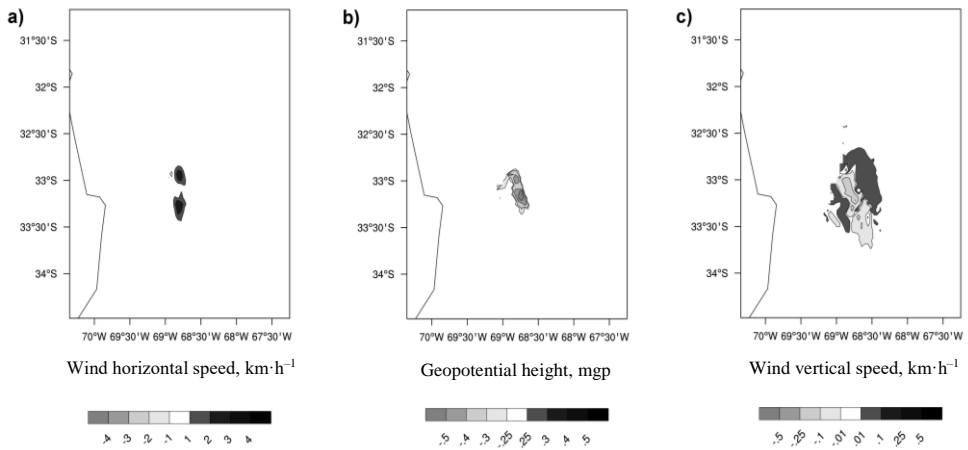 a)
b)
c)
31°30'S
32°S
32°30'S
33°S
33°30'S
34°S
70°W 69°30'W 69°W 68°30'W 68°W 67°30'W
31°30'S
32°S
32°30'S
33°S
33°30'S
34°S
70°W 69°30'W 69°W 68°30'W 68°W 67°30'W
31°30'S
32°S
32°30'S
33°S
33°30'S
34°S
70°W 69°30'W 69°W 68°30'W 68°W 67°30'W
Wind horizontal speed, km·h⁻¹
Geopotential height, mgp
Wind vertical speed, km·h⁻¹
-4 -3 -2 -1 1 2 3 4
-.5 -.4 -.3 -.25 .25 .3 .4 .5
-.5 -.25 -.1 -.01 .01 .1 .25 .5